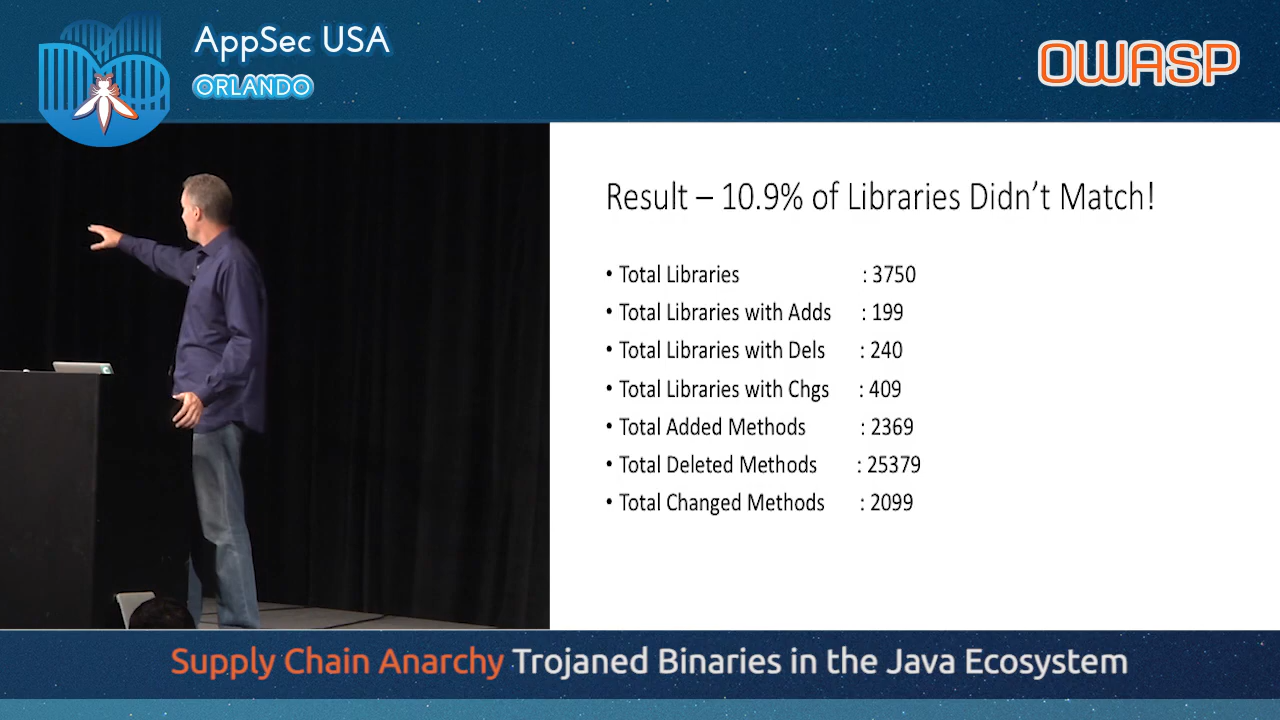 AppSec USA
ORLANDO
OWASP
Result – 10.9% of Libraries Didn’t Match!
• Total Libraries : 3750
• Total Libraries with Adds : 199
• Total Libraries with Dels : 240
• Total Libraries with Chgs : 409
• Total Added Methods : 2369
• Total Deleted Methods : 25379
• Total Changed Methods : 2099
Supply Chain Anarchy Trojaned Binaries in the Java Ecosystem